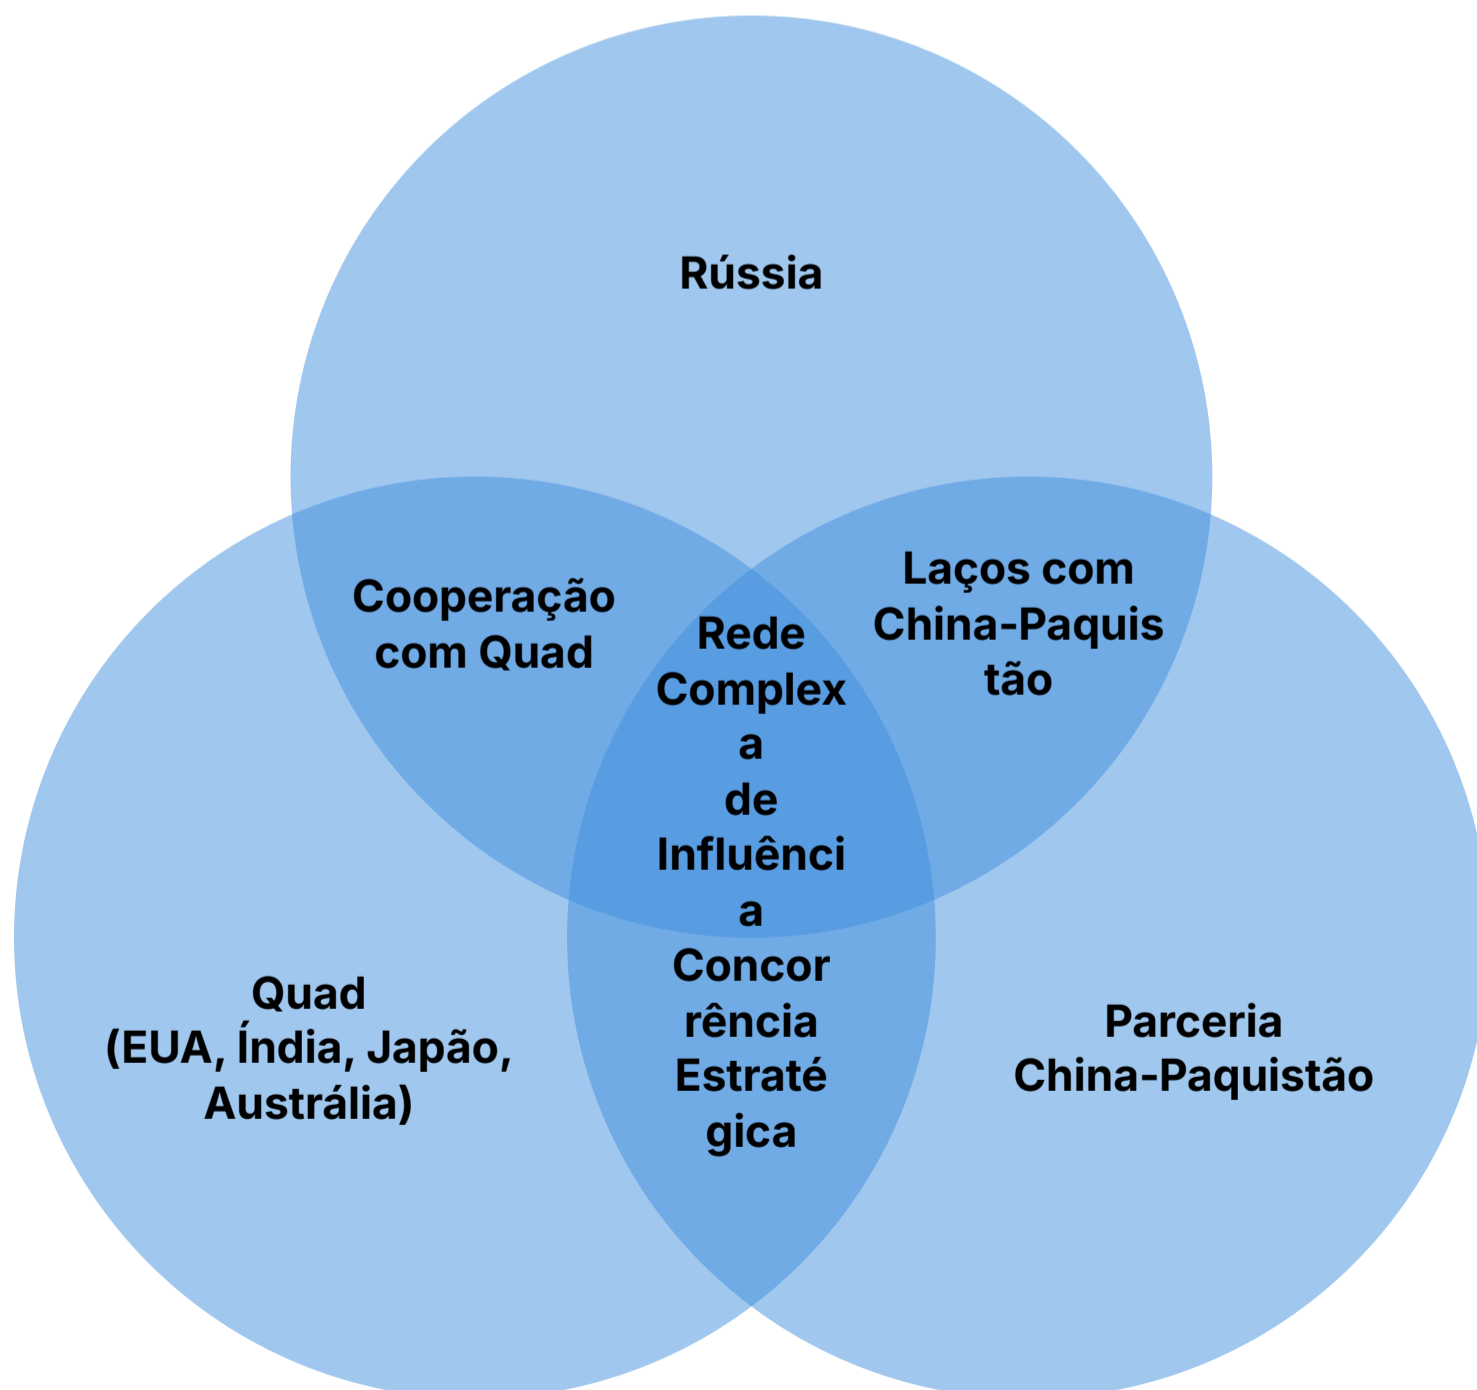 Rússia
Cooperação
com Quad
Laços com
China-Paquis
tão
Rede
Complex
a
de
Influênci
a
Concor
rência
Estraté
gica
Quad
(EUA, Índia, Japão,
Austrália)
Parceria
China-Paquistão